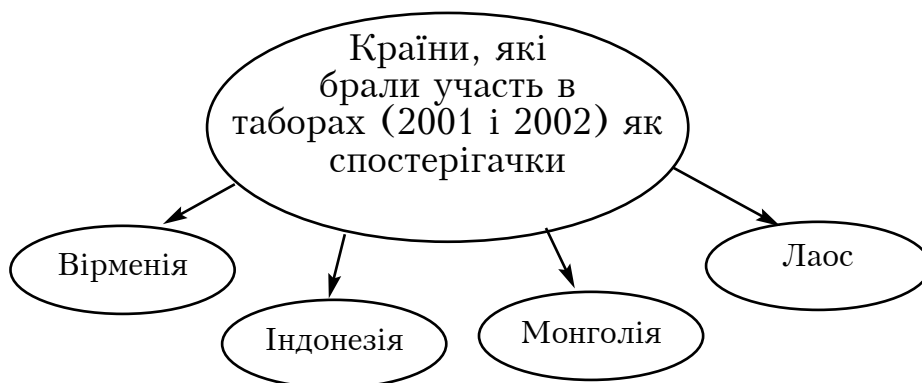 Країни, які
брали участь в
таборах (2001 і 2002) як
спостерігачки
Вірменія
Індонезія
Монголія
Лаос